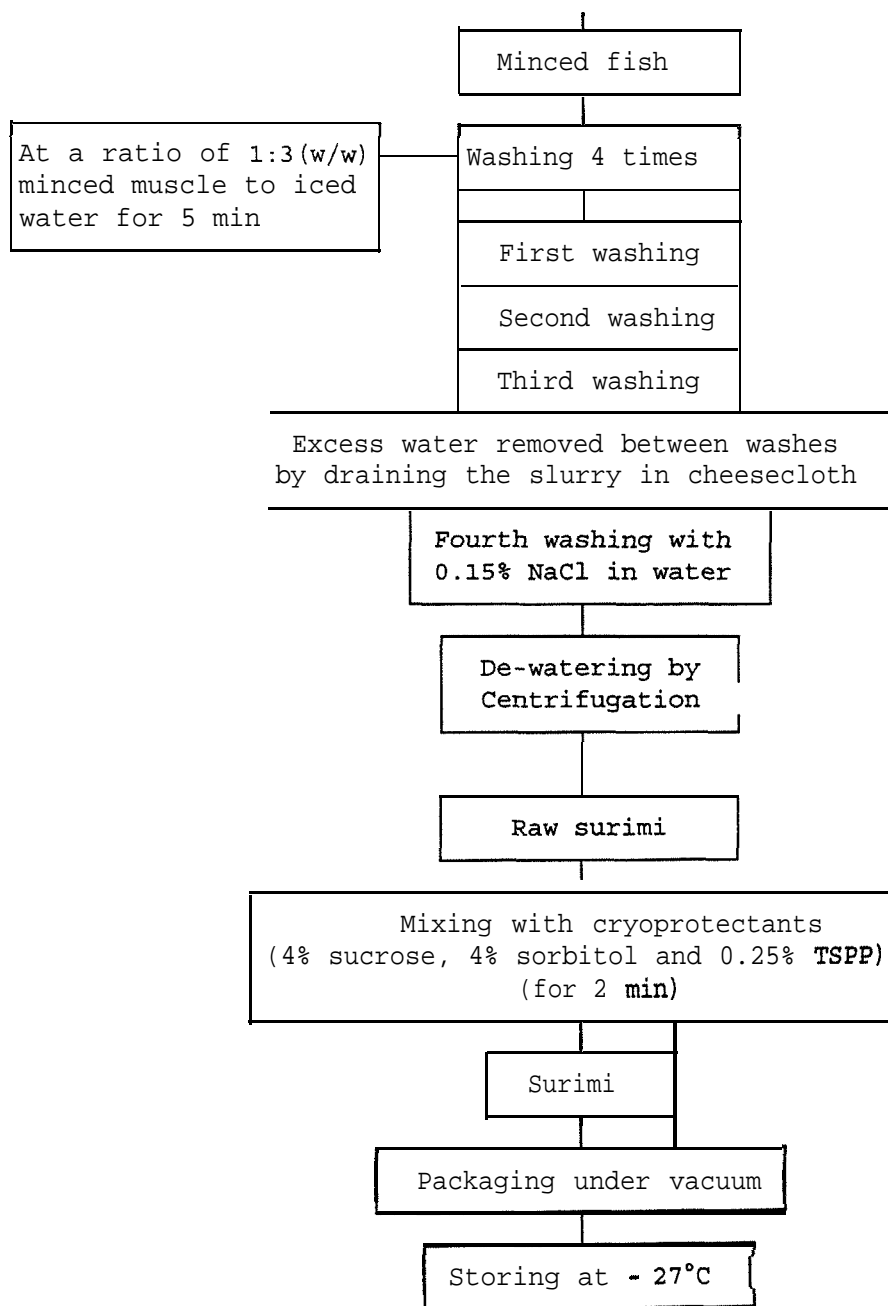 Minced fish
At a ratio of 1:3(w/w)
minced muscle to iced
water for 5 min
Washing 4 times
First washing
Second washing
Third washing
Excess water removed between washes
by draining the slurry in cheesecloth
Fourth washing with
0.15% NaCl in water
De-watering by
Centrifugation
Raw surimi
Mixing with cryoprotectants
(4% sucrose, 4% sorbitol and 0.25% TSPP)
(for 2 min)
Surimi
Packaging under vacuum
Storing at - 27°C